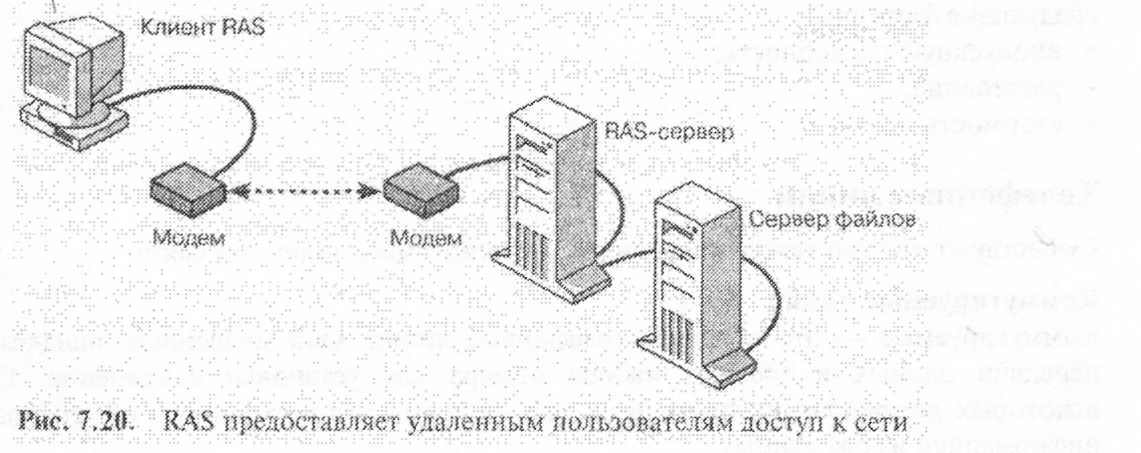 Клиент RAS
RAS-сервер
Сервер файлов
Модем
Модем
Рис. 7.20. RAS предоставляет удаленным пользователям доступ к сети